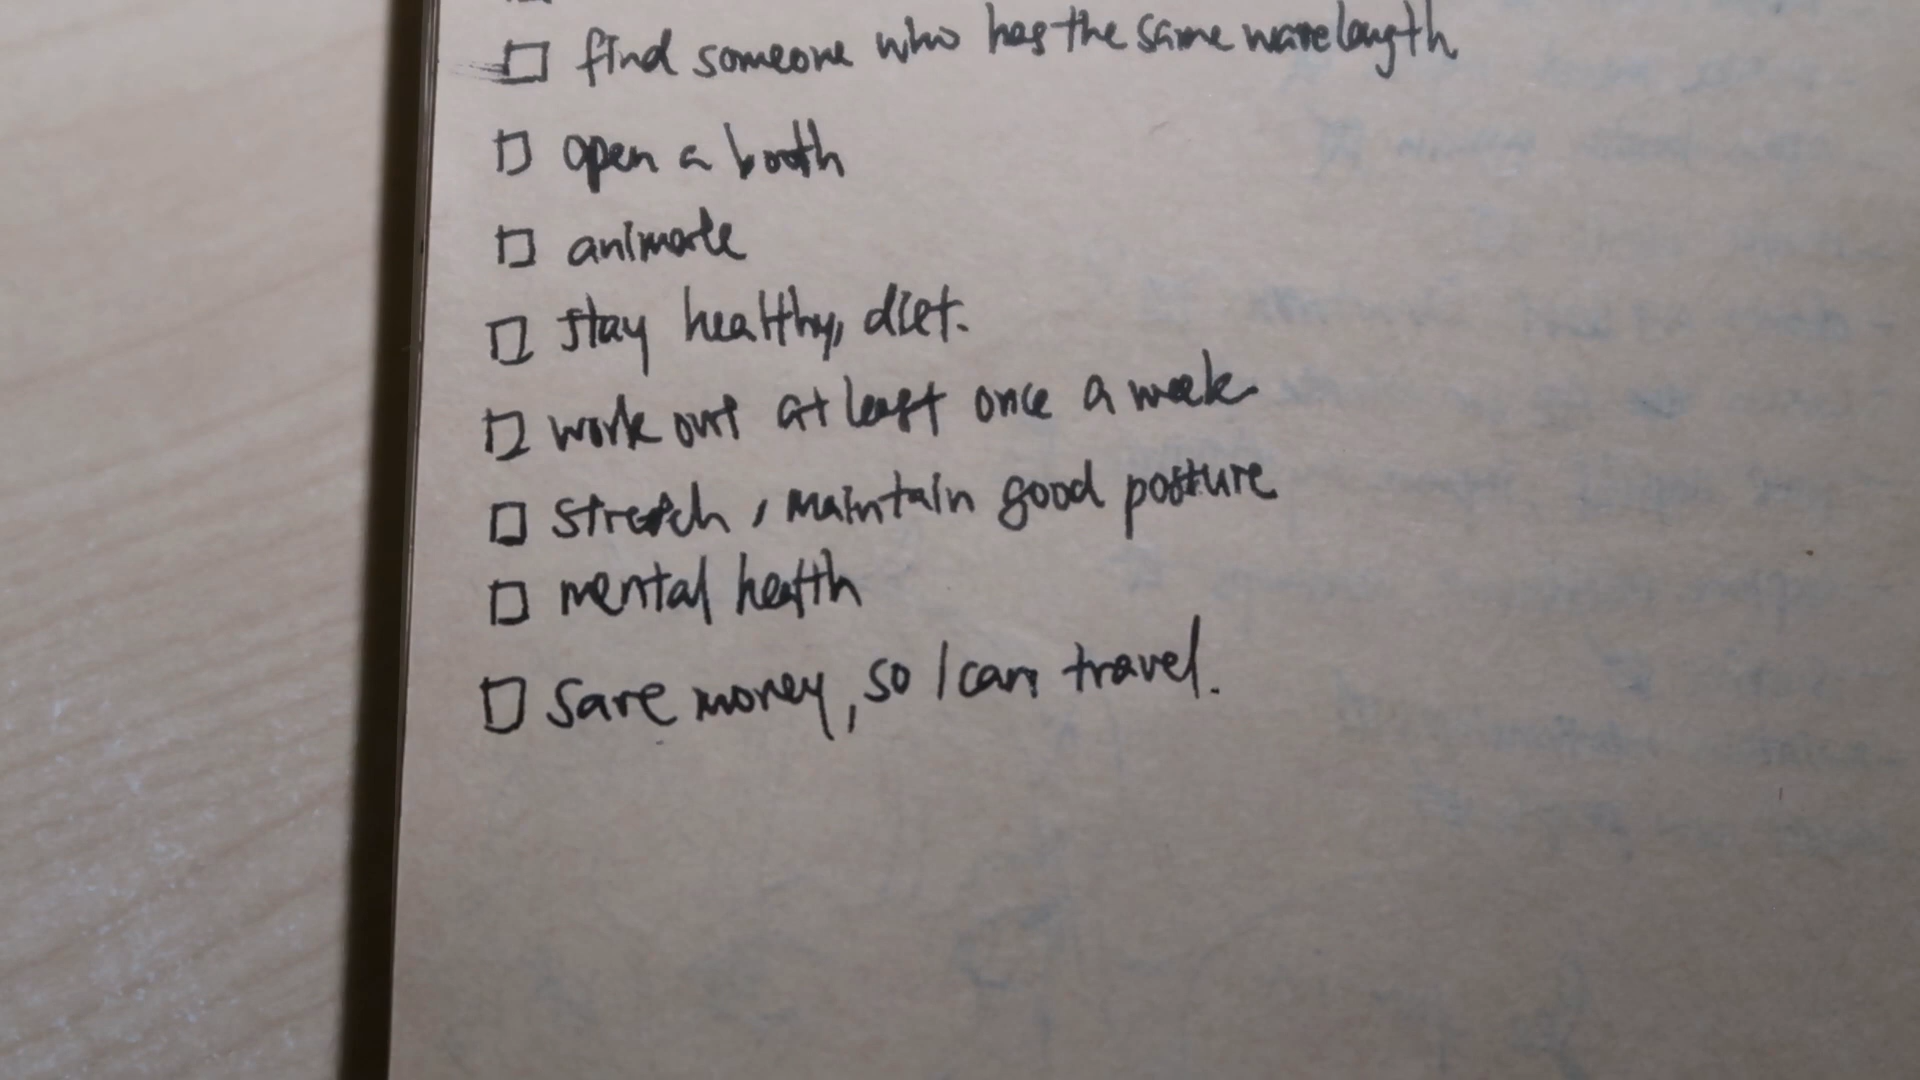 find someone who has the same wavelength
open a booth
animate
stay healthy, diet.
work out at least once a week
stretch, maintain good posture
mental health
save money, so I can travel.